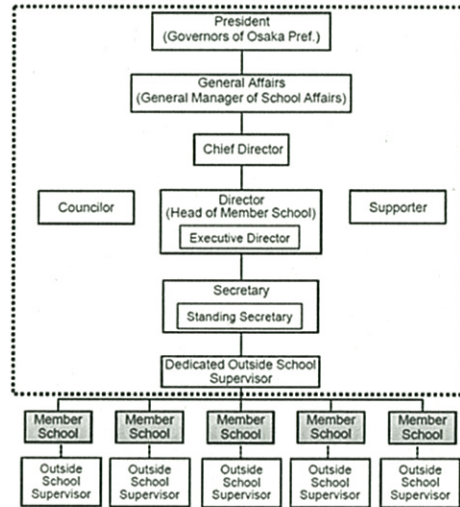 President
(Governors of Osaka Pref.)
General Affairs
(General Manager of School Affairs)
Chief Director
Councilor
Director
(Head of Member School)
Executive Director
Supporter
Secretary
Standing Secretary
Dedicated Outside School
Supervisor
Member
School
Member
School
Member
School
Member
School
Member
School
Outside
School
Supervisor
Outside
School
Supervisor
Outside
School
Supervisor
Outside
School
Supervisor
Outside
School
Supervisor